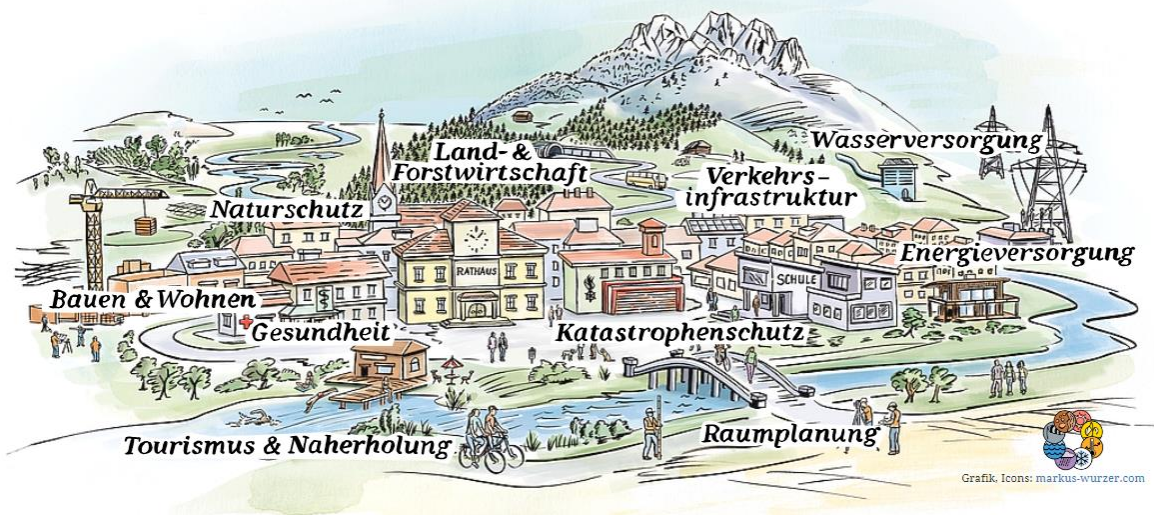 Wasserversorgung
Land- &
Forstwirtschaft
Verkehrs-
infrastruktur
Naturschutz
Energieversorgung
RATHAUS
SCHULE
Bauen & Wohnen
Gesundheit
Katastrophenschutz
Tourismus & Naherholung
Raumplanung
Grafik, Icons: markus-wurzer.com